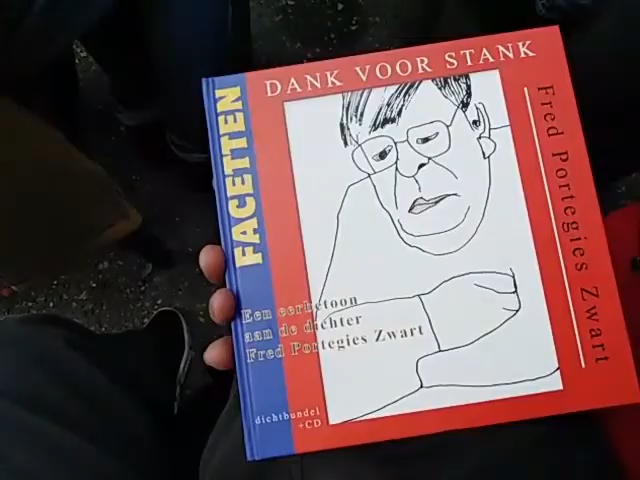 DANK VOOR STANK
FACETTEN
Fred Portegies Zwart
Een eerbetoon
aan de dichter
Fred Portegies Zwart
dichtbundel
+CD